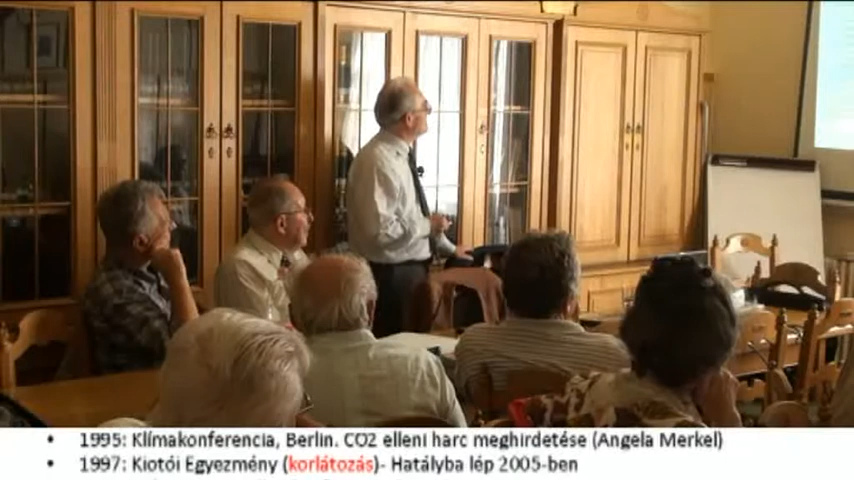 • 1995: Klímakonferencia, Berlin. CO2 elleni harc meghirdetése (Angela Merkel)
• 1997: Kiotói Egyezmény (korlátozás)- Hatályba lép 2005-ben